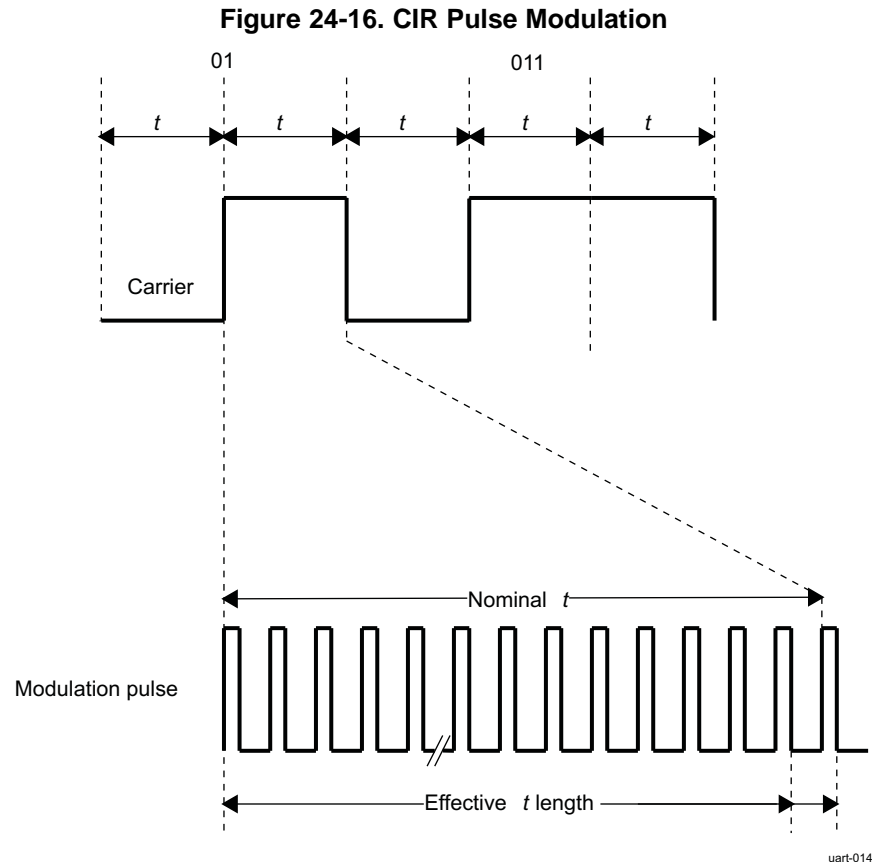 Figure 24-16. CIR Pulse Modulation
01 011
t t t t t
Carrier
Nominal t
Modulation pulse
Effective t length
uart-014